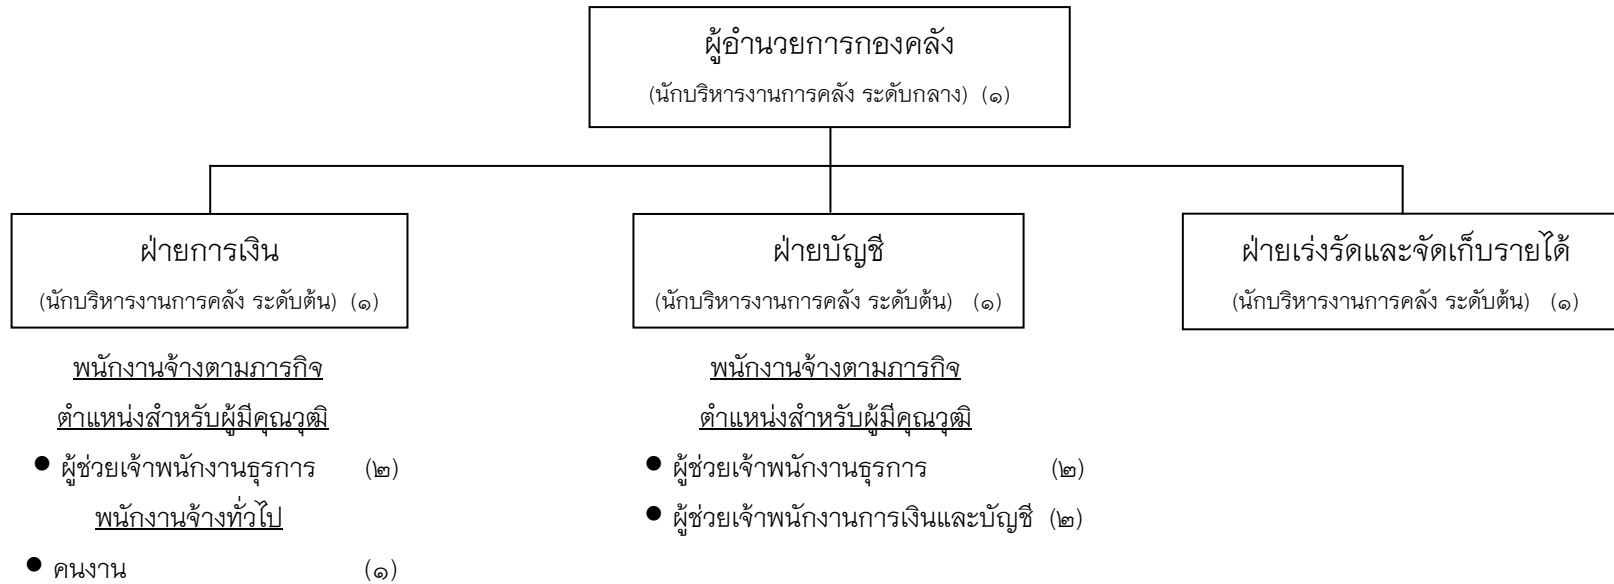 ผู้อำนวยการกองคลัง
(นักบริหารงานการคลัง ระดับกลาง) (๑)
ฝ่ายการเงิน
(นักบริหารงานการคลัง ระดับต้น) (๑)
พนักงานจ้างตามภารกิจ
ตำแหน่งสำหรับผู้มีคุณวุฒิ
● ผู้ช่วยเจ้าพนักงานธุรการ (๒)
พนักงานจ้างทั่วไป
● คนงาน (๑)
ฝ่ายบัญชี
(นักบริหารงานการคลัง ระดับต้น) (๑)
พนักงานจ้างตามภารกิจ
ตำแหน่งสำหรับผู้มีคุณวุฒิ
● ผู้ช่วยเจ้าพนักงานธุรการ (๒)
● ผู้ช่วยเจ้าพนักงานการเงินและบัญชี (๒)
ฝ่ายเร่งรัดและจัดเก็บรายได้
(นักบริหารงานการคลัง ระดับต้น) (๑)